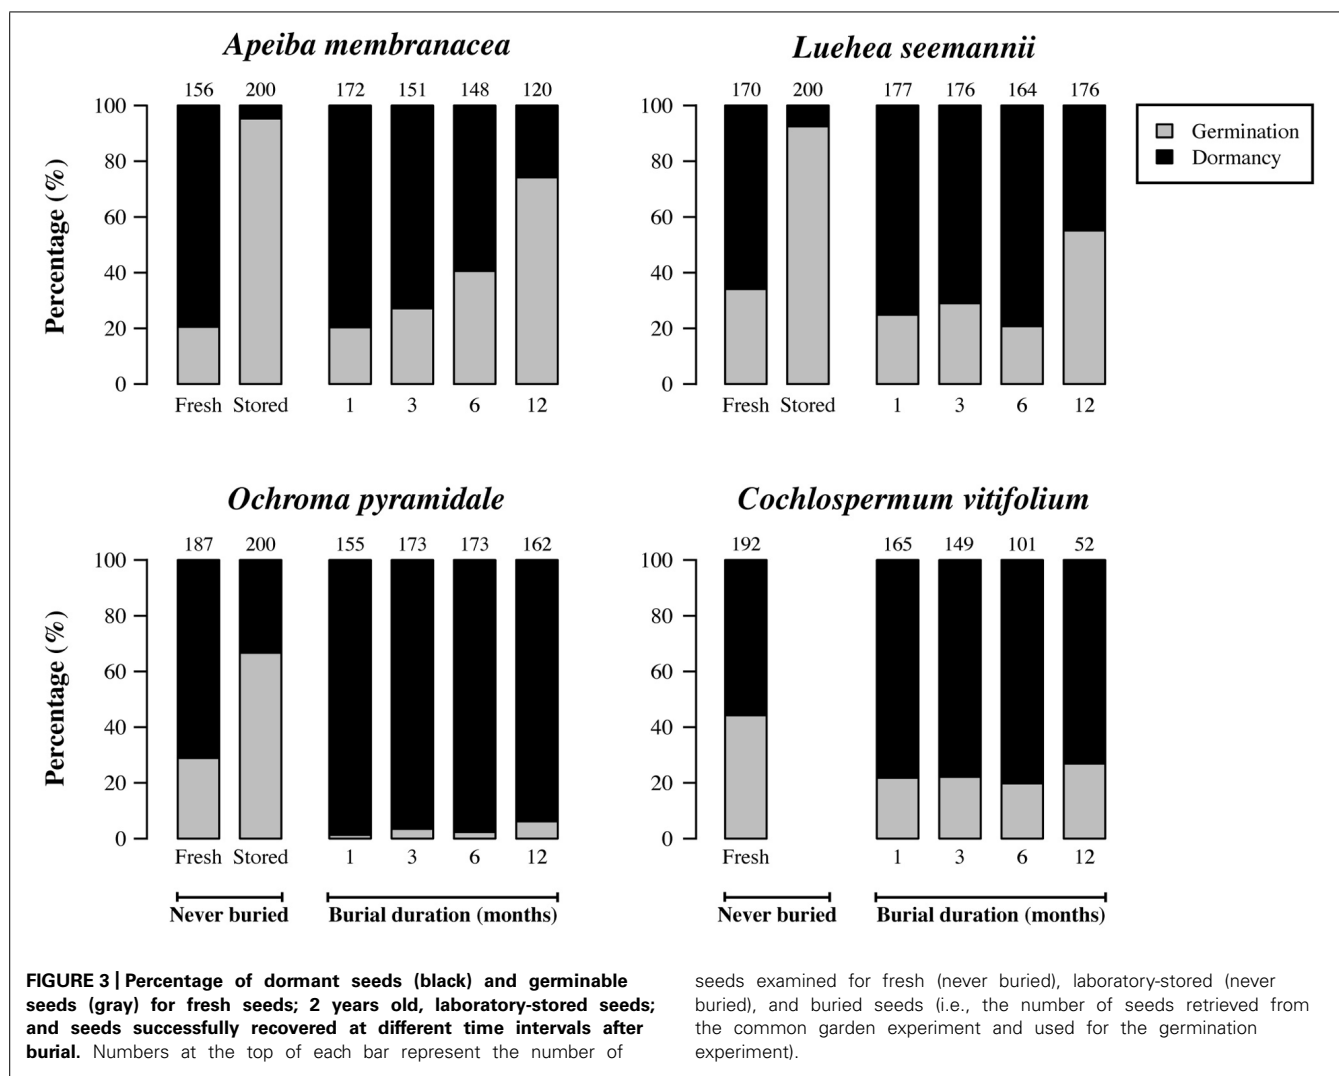 Apeiba membranacea
156 200 172 151 148 120
Percentage (%)
100
80
60
40
20
0
Fresh Stored 1 3 6 12
Luehea seemannii
170 200 177 176 164 176
100
80
60
40
20
0
Fresh Stored 1 3 6 12
Germination
Dormancy
Ochroma pyramidale
187 200 155 173 173 162
Percentage (%)
100
80
60
40
20
0
Fresh Stored 1 3 6 12
Never buried Burial duration (months)
Cochlospermum vitifolium
192 165 149 101 52
100
80
60
40
20
0
Fresh 1 3 6 12
Never buried Burial duration (months)
FIGURE 3 | Percentage of dormant seeds (black) and germinable
seeds (gray) for fresh seeds; 2 years old, laboratory-stored seeds;
and seeds successfully recovered at different time intervals after
burial. Numbers at the top of each bar represent the number of
seeds examined for fresh (never buried), laboratory-stored (never
buried), and buried seeds (i.e., the number of seeds retrieved from
the common garden experiment and used for the germination
experiment).